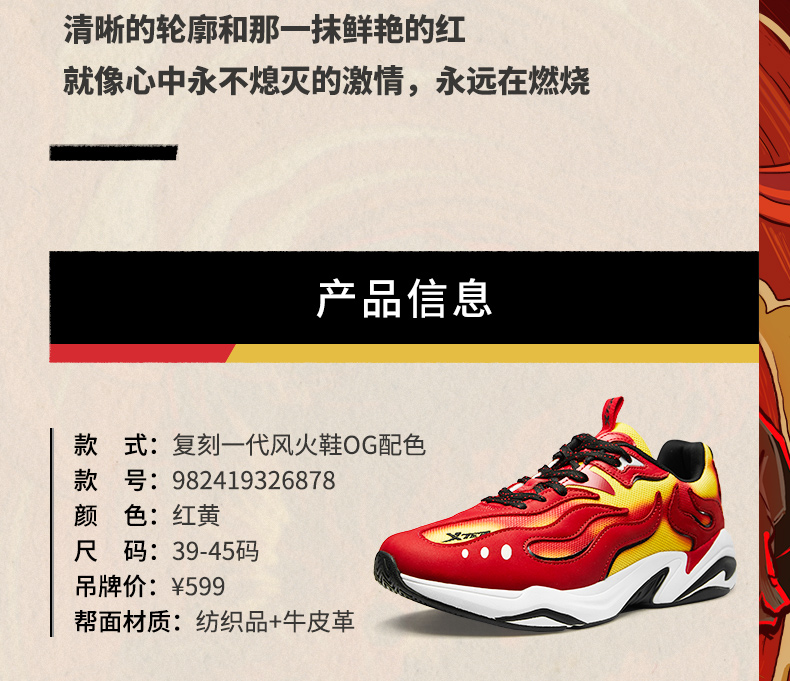 清晰的轮廓和那一抹鲜艳的红
就像心中永不熄灭的激情，永远在燃烧
产品信息
款 式：复刻一代风火鞋OG配色
款 号：982419326878
颜 色：红黄
尺 码：39-45码
吊牌价：¥599
帮面材质：纺织品+牛皮革